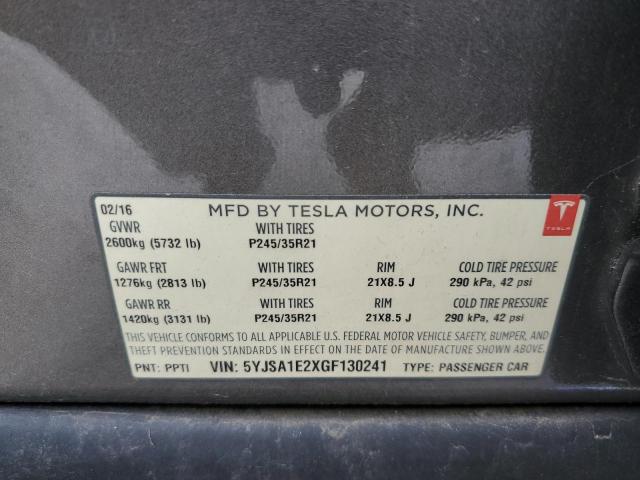 02/16 MFD BY TESLA MOTORS, INC.
GVWR WITH TIRES
2600kg (5732 lb) P245/35R21
TESLA
GAWR FRT WITH TIRES RIM COLD TIRE PRESSURE
1276kg (2813 lb) P245/35R21 21X8.5 J 290 kPa, 42 psi
GAWR RR WITH TIRES RIM COLD TIRE PRESSURE
1420kg (3131 lb) P245/35R21 21X8.5 J 290 kPa, 42 psi
THIS VEHICLE CONFORMS TO ALL APPLICABLE U.S. FEDERAL MOTOR VEHICLE SAFETY, BUMPER, AND
THEFT PREVENTION STANDARDS IN EFFECT ON THE DATE OF MANUFACTURE SHOWN ABOVE.
PNT: PPTI VIN: 5YJSA1E2XGF130241 TYPE: PASSENGER CAR